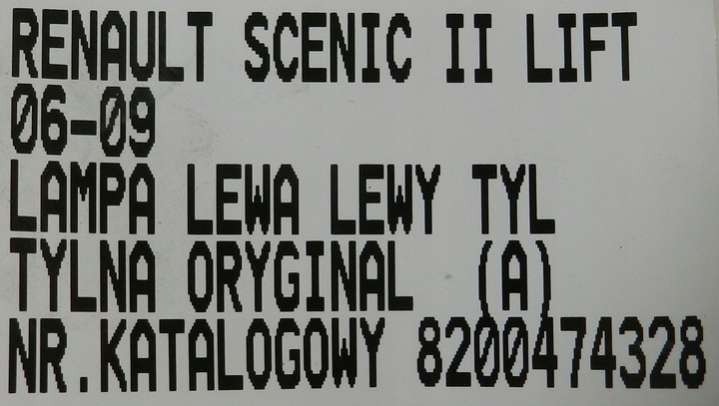 RENAULT SCENIC II LIFT
06-09
LAMPA LEWA LEWY TYL
TYLNA ORYGINAL (A)
NR.KATALOGOWY 8200474328